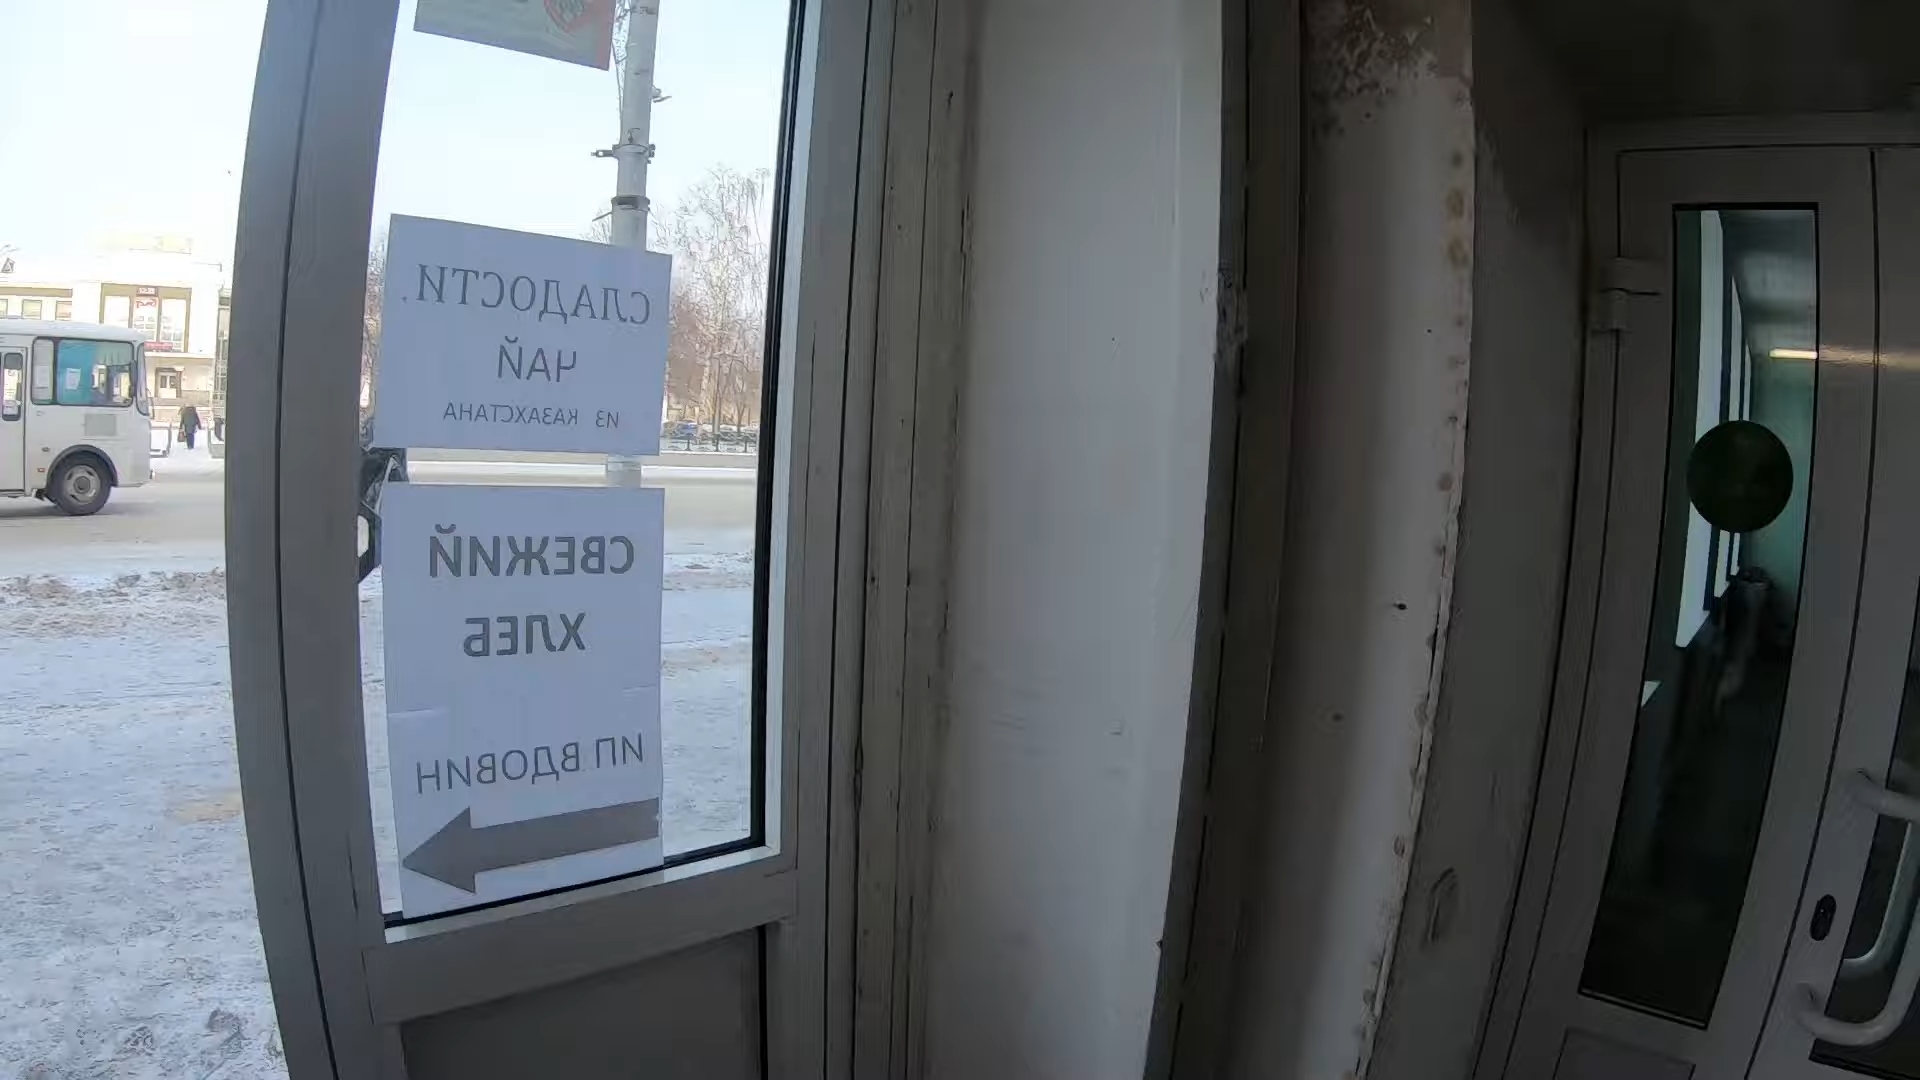 СЛАДОСТИ.
ЧАЙ
ИЗ КАЗАХСТАНА
СВЕЖИЙ
ХЛЕБ
ИП ВДОВИН